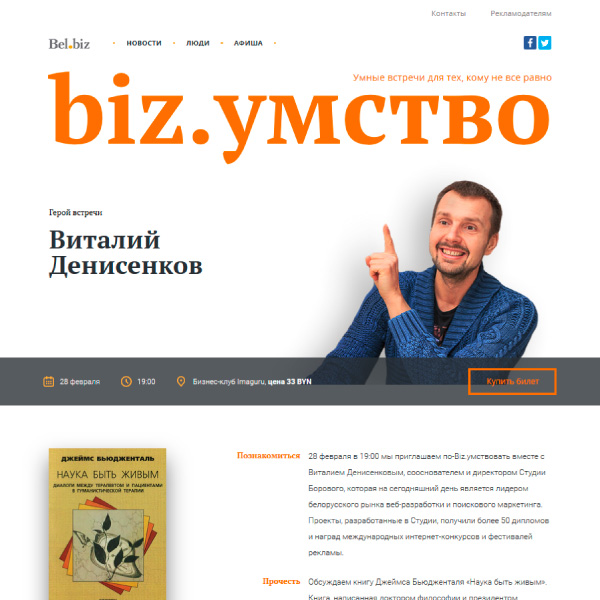 Контакты Рекламодателям
Bel.biz
НОВОСТИ ЛЮДИ АФИША
Умные встречи для тех, кому не все равно
biz.умство
Герой встречи
Виталий
Денисенков
28 февраля 19:00 Бизнес-клуб Imaguru, цена 33 BYN Купить билет
ДЖЕЙМС БЬЮДЖЕНТАЛЬ
НАУКА БЫТЬ ЖИВЫМ
ДИАЛОГИ МЕЖДУ ТЕРАПЕВТОМ И ПАЦИЕНТАМИ
В ГУМАНИСТИЧЕСКОЙ ТЕРАПИИ
Познакомиться 28 февраля в 19:00 мы приглашаем по-Biz.умствовать вместе с
Виталием Денисенковым, сооснователем и директором Студии
Борового, которая на сегодняшний день является лидером
белорусского рынка веб-разработки и поискового маркетинга.
Проекты, разработанные в Студии, получили более 50 дипломов
и наград международных интернет-конкурсов и фестивалей
рекламы.
Прочесть Обсуждаем книгу Джеймса Бьюдженталя «Наука быть живым».
Книга, написанная доктором философии и президентом